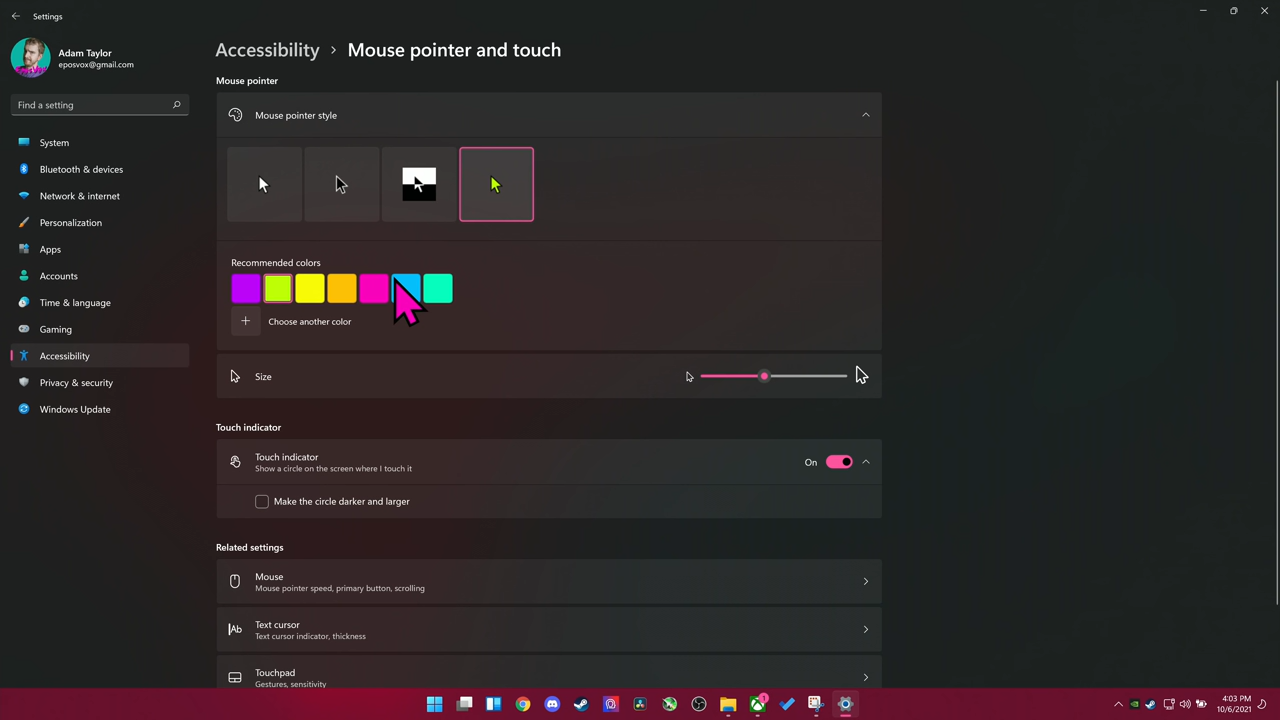 Settings
Adam Taylor
eposvox@gmail.com
Find a setting
System
Bluetooth & devices
Network & internet
Personalization
Apps
Accounts
Time & language
Gaming
Accessibility
Privacy & security
Windows Update
Accessibility > Mouse pointer and touch
Mouse pointer
Mouse pointer style
Recommended colors
Choose another color
Size
Touch indicator
Touch indicator
Show a circle on the screen where I touch it
On
Make the circle darker and larger
Related settings
Mouse
Mouse pointer speed, primary button, scrolling
Ab
Text cursor
Text cursor indicator, thickness
Touchpad
Gestures, sensitivity
1
4:03 PM
10/6/2021